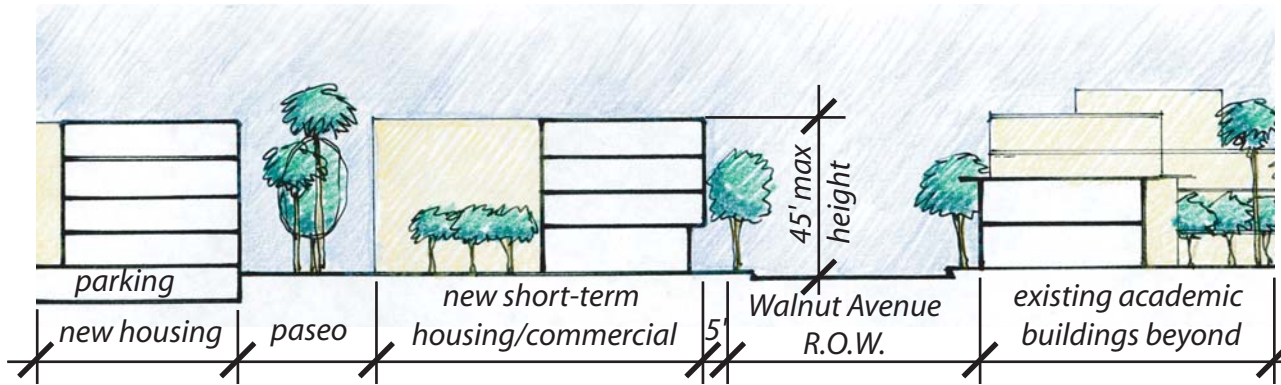 45' max
height
parking
new housing
paseo
new short-term
housing/commercial
5'
Walnut Avenue
R.O.W.
existing academic
buildings beyond